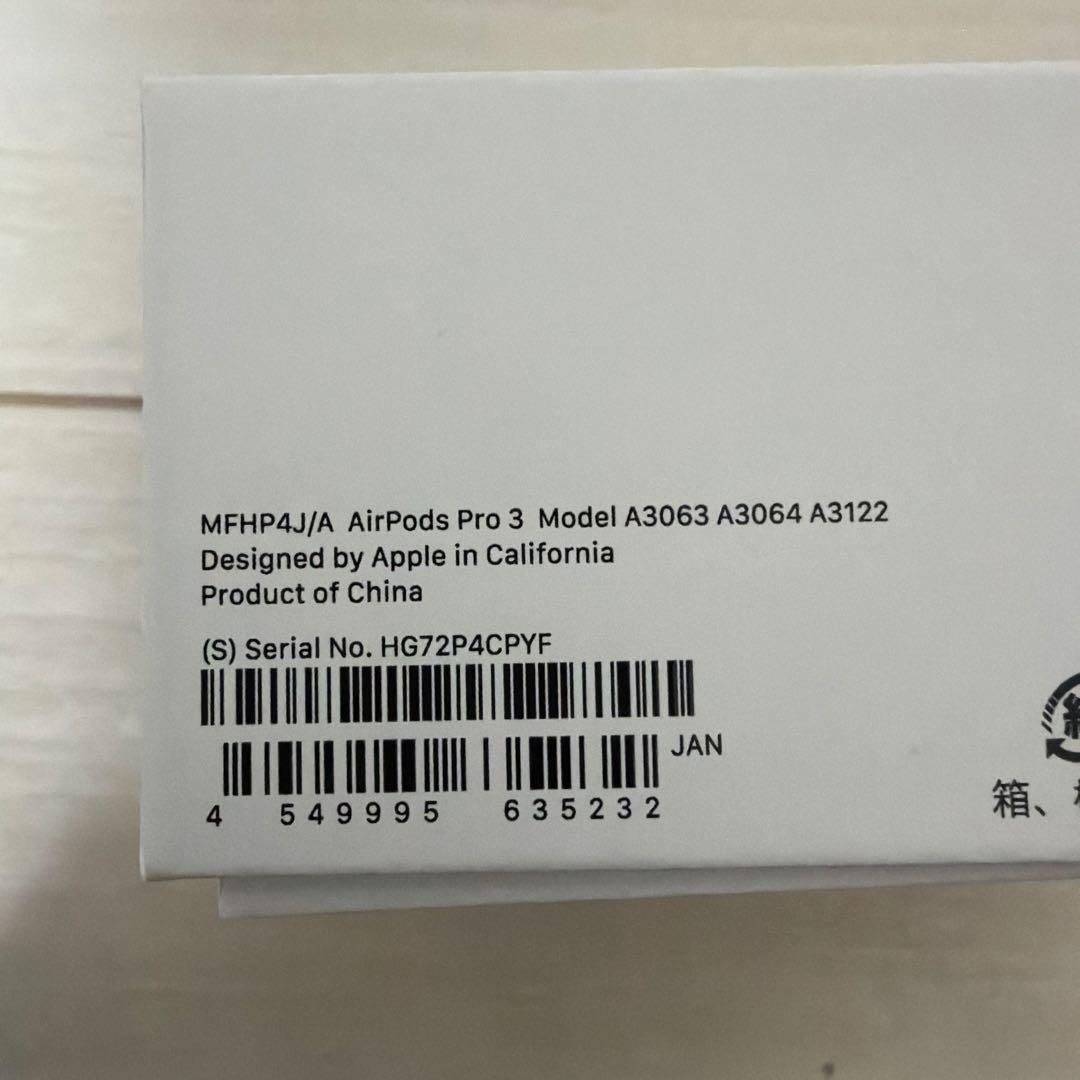 MFHP4J/A AirPods Pro 3 Model A3063 A3064 A3122
Designed by Apple in California
Product of China
(S) Serial No. HG72P4CPYF
JAN
4 549995 635232
箱、